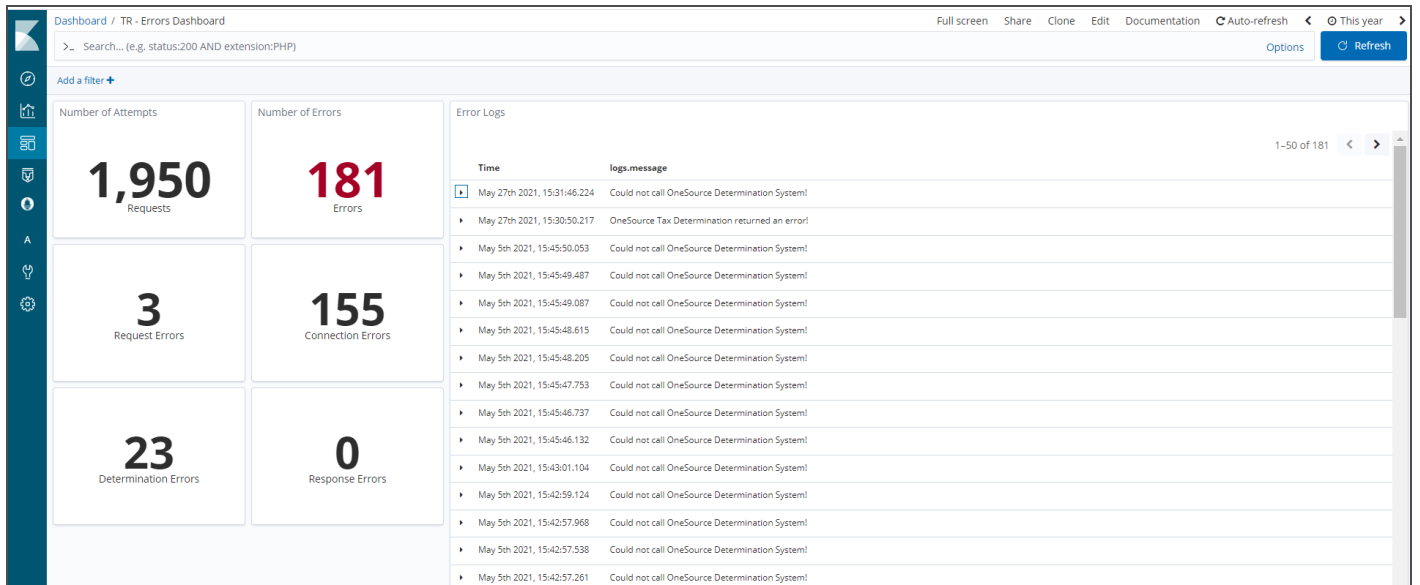 Dashboard / TR - Errors Dashboard
Full screen Share Clone Edit Documentation Auto-refresh This year
>_ Search... (e.g. status:200 AND extension:PHP)
Options
Refresh
Add a filter +
Number of Attempts
1,950
Requests
Number of Errors
181
Errors
3
Request Errors
155
Connection Errors
23
Determination Errors
0
Response Errors
Error Logs
1–50 of 181
Time logs.message
May 27th 2021, 15:31:46.224 Could not call OneSource Determination System!
May 27th 2021, 15:30:50.217 OneSource Tax Determination returned an error!
May 5th 2021, 15:45:50.053 Could not call OneSource Determination System!
May 5th 2021, 15:45:49.487 Could not call OneSource Determination System!
May 5th 2021, 15:45:49.087 Could not call OneSource Determination System!
May 5th 2021, 15:45:48.615 Could not call OneSource Determination System!
May 5th 2021, 15:45:48.205 Could not call OneSource Determination System!
May 5th 2021, 15:45:47.753 Could not call OneSource Determination System!
May 5th 2021, 15:45:46.737 Could not call OneSource Determination System!
May 5th 2021, 15:45:46.132 Could not call OneSource Determination System!
May 5th 2021, 15:43:01.104 Could not call OneSource Determination System!
May 5th 2021, 15:42:59.124 Could not call OneSource Determination System!
May 5th 2021, 15:42:57.968 Could not call OneSource Determination System!
May 5th 2021, 15:42:57.538 Could not call OneSource Determination System!
May 5th 2021, 15:42:57.261 Could not call OneSource Determination System!
A